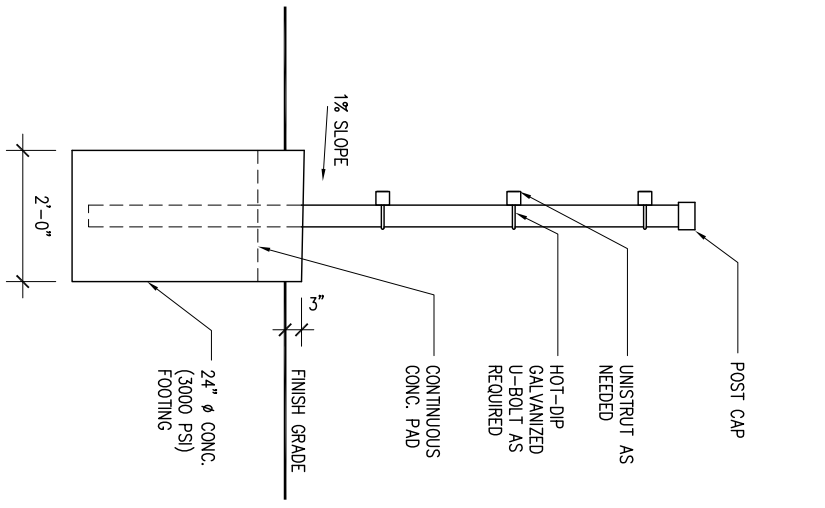 POST CAP
UNISTRUT AS
NEEDED
HOT-DIP
GALVANIZED
U-BOLT AS
REQUIRED
CONTINUOUS
CONC. PAD
1% SLOPE
3"
FINISH GRADE
24" Ø CONC.
(3000 PSI)
FOOTING
2'-0"